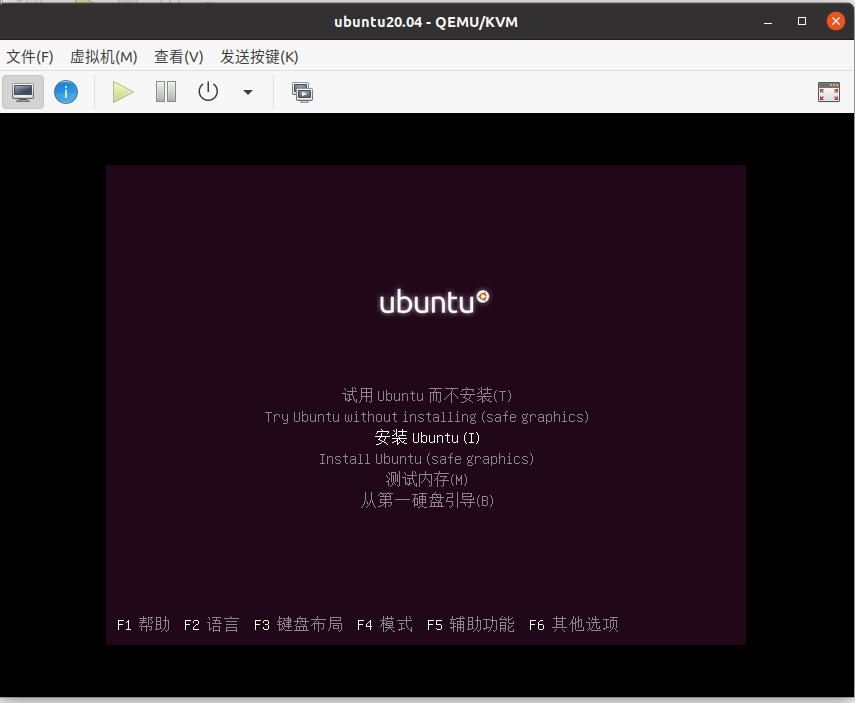 ubuntu20.04 - QEMU/KVM
文件(F) 虚拟机(M) 查看(V) 发送按键(K)
ubuntu
试用 Ubuntu 而不安装(T)
Try Ubuntu without installing (safe graphics)
安装 Ubuntu (I)
Install Ubuntu (safe graphics)
测试内存(M)
从第一硬盘引导(B)
F1 帮助 F2 语言 F3 键盘布局 F4 模式 F5 辅助功能 F6 其他选项